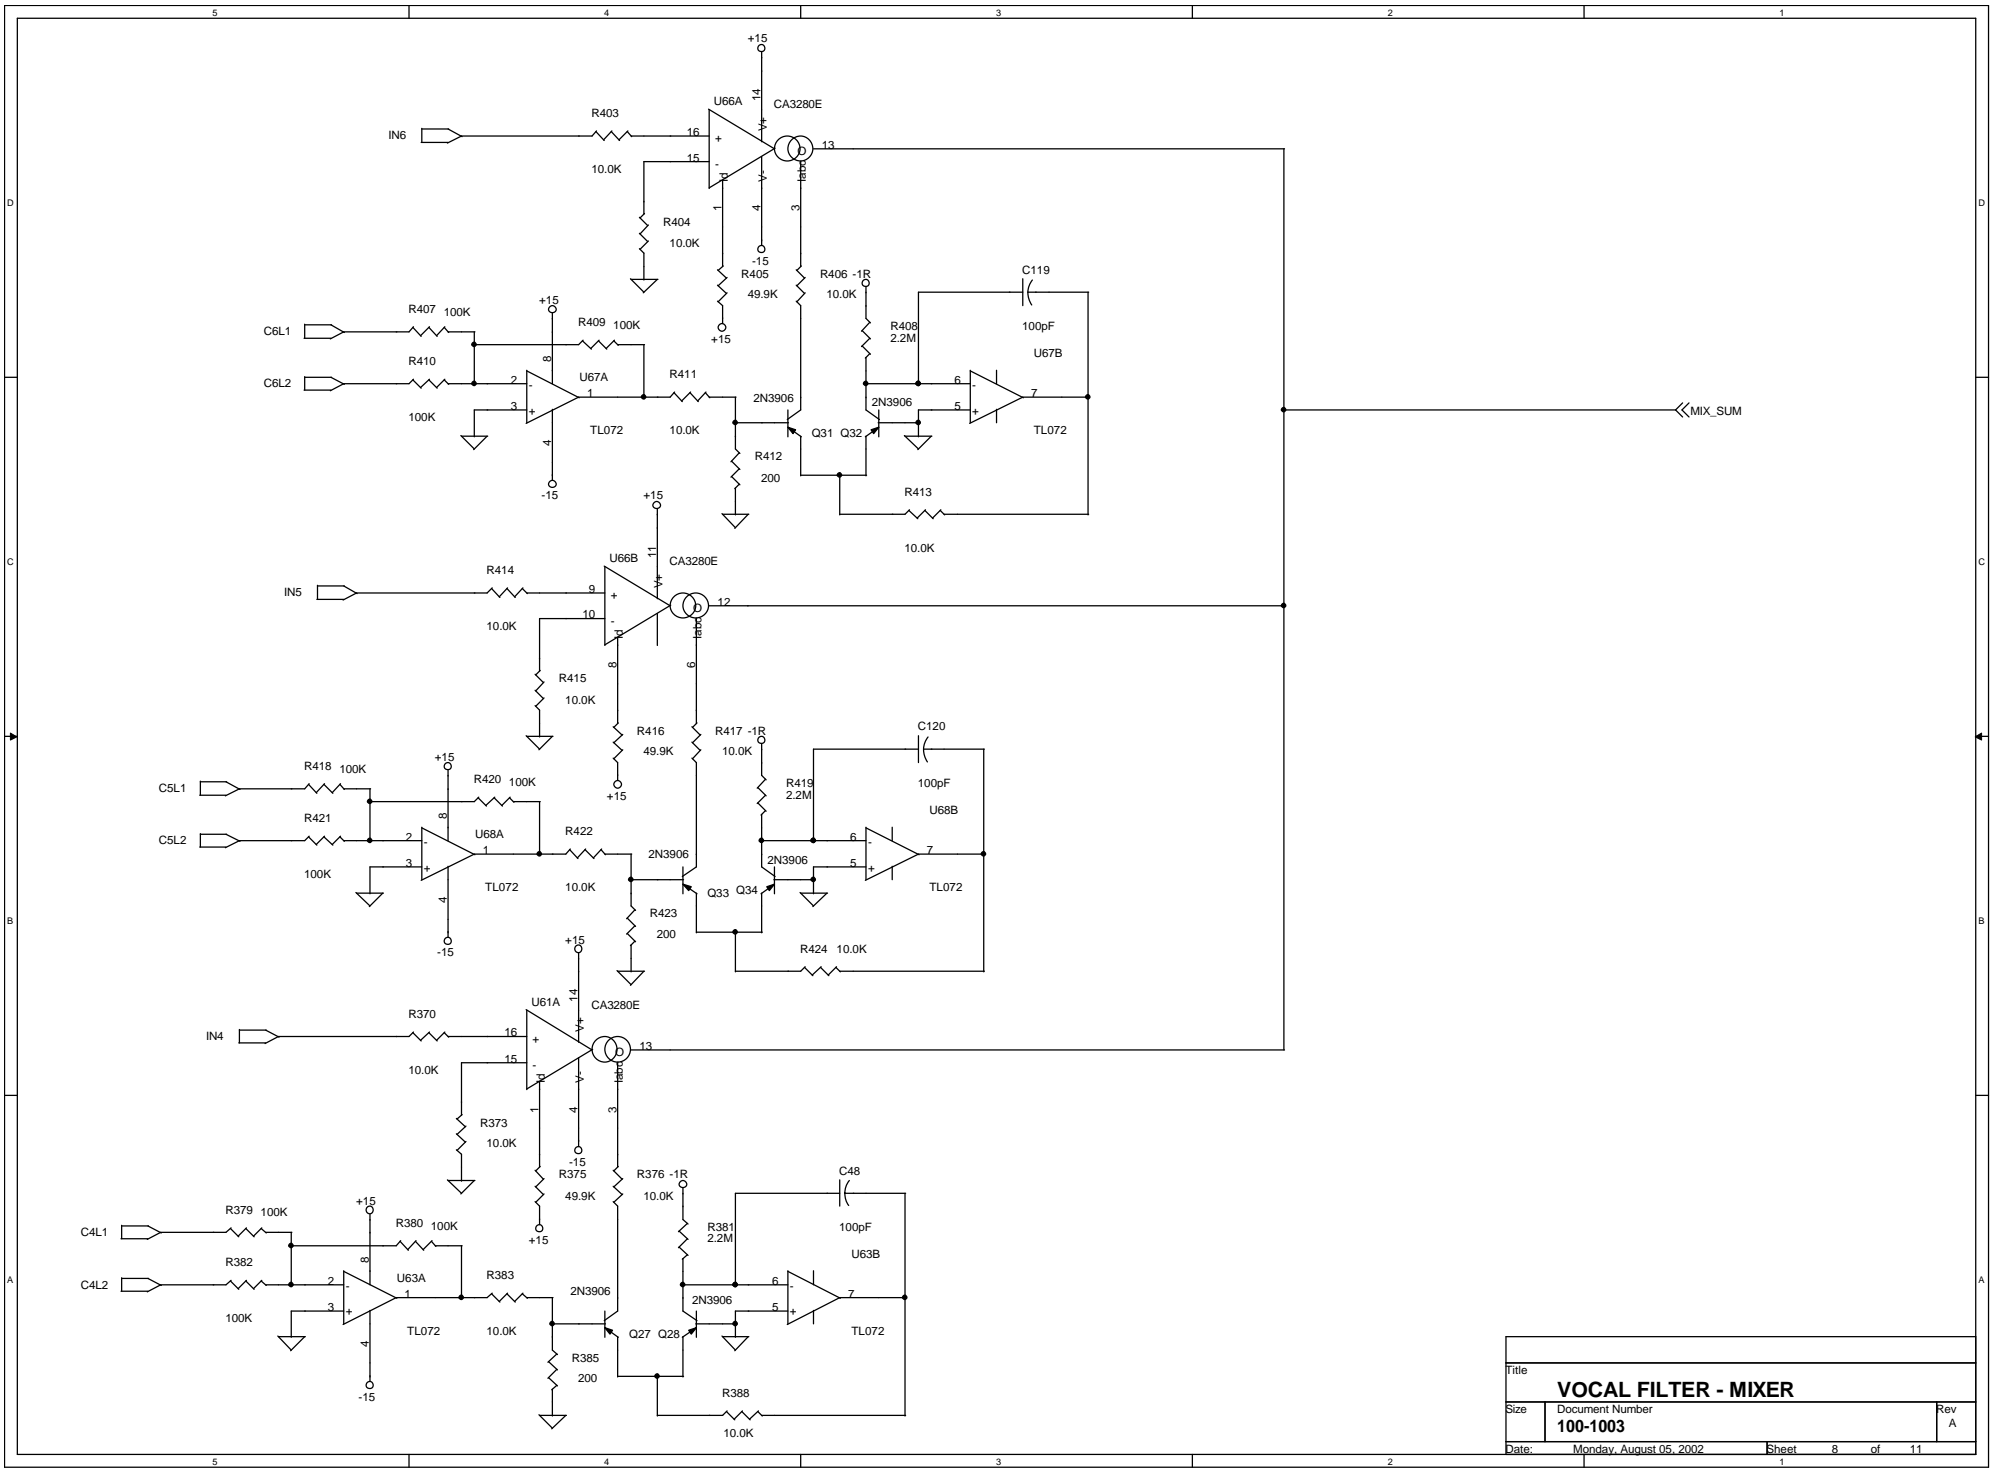 5 4 3 2 1
+15
14
U66A CA3280E
V+
R403
IN6
16
+
10.0K
15
-
13
O
Iabc
Id
V-
1
4
3
D D
R404
10.0K
-15
R405
49.9K
R406 -1R
10.0K
C119
+15
R407 100K
R409 100K
R408
2.2M
100pF
C6L1
+15
U67B
R410
8
C6L2
2
-
U67A
R411
6
-
7
3
+
1
2N3906
2N3906
5
+
100K
10.0K
MIX_SUM
4
TL072
Q31 Q32
TL072
R412
200
-15
+15
R413
10.0K
C C
11
U66B CA3280E
V+
R414
IN5
9
+
10.0K
10
-
12
O
Iabc
Id
8
6
R415
10.0K
R416
49.9K
R417 -1R
10.0K
C120
+15
R418 100K
R420 100K
R419
2.2M
100pF
C5L1
+15
U68B
R421
8
C5L2
2
-
U68A
R422
6
-
7
3
+
1
2N3906
2N3906
5
+
100K
10.0K
4
TL072
Q33 Q34
TL072
R423
200
B B
-15
+15
R424 10.0K
14
U61A CA3280E
V+
R370
IN4
16
+
10.0K
15
-
13
O
Iabc
Id
V-
1
4
3
R373
10.0K
-15
R375
49.9K
R376 -1R
10.0K
C48
+15
R379 100K
R380 100K
R381
2.2M
100pF
C4L1
+15
U63B
R382
8
C4L2
2
-
U63A
R383
6
-
7
3
+
1
2N3906
2N3906
5
+
100K
10.0K
4
TL072
Q27 Q28
TL072
R385
200
A A
-15
R388
10.0K
Title
VOCAL FILTER - MIXER
Size Document Number Rev
100-1003 A
Date: Monday, August 05, 2002 Sheet 8 of 11
5 4 3 2 1